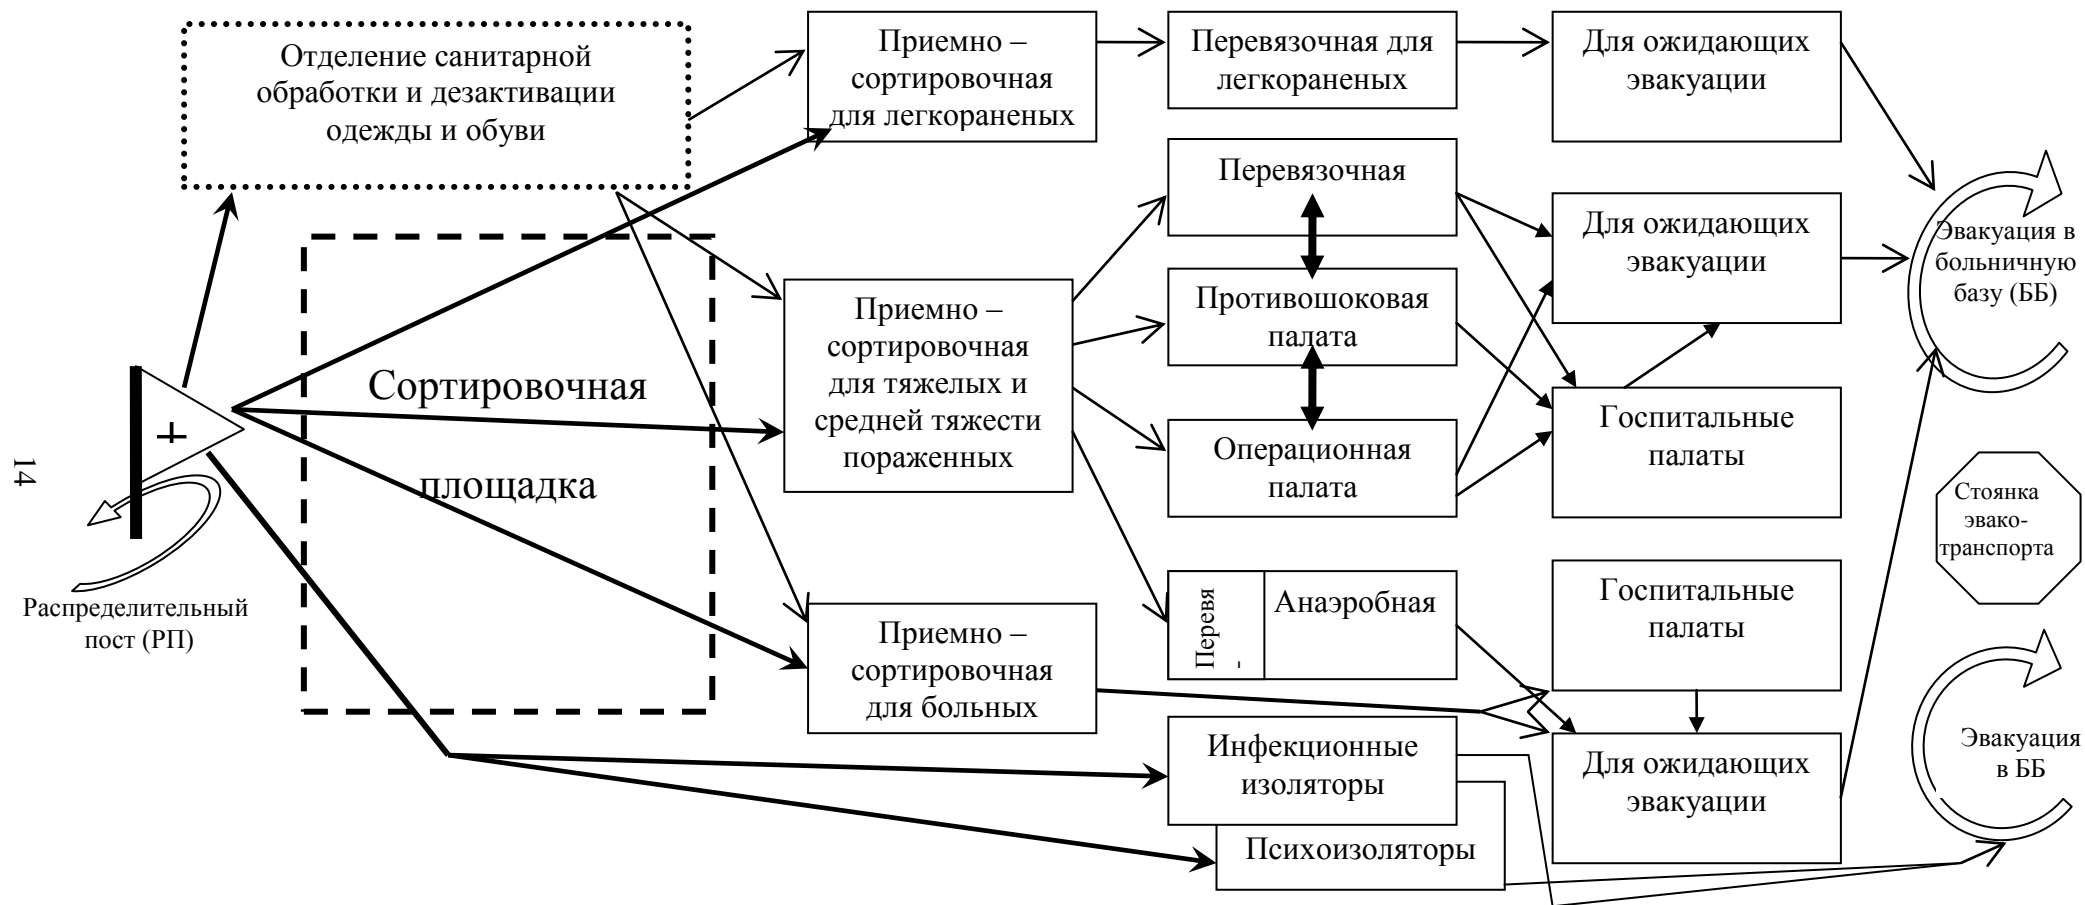 Отделение санитарной
обработки и дезактивации
одежды и обуви
Приемно –
сортировочная
для легкораненых
Перевязочная для
легкораненых
Для ожидающих
эвакуации
Перевязочная
Для ожидающих
эвакуации
Эвакуация в
больничную
базу (ББ)
Противошоковая
палата
Приемно –
сортировочная
для тяжелых и
средней тяжести
пораженных
Сортировочная
площадка
Операционная
палата
Госпитальные
палаты
14
Стоянка
эвако-
транспорта
Распределительный
пост (РП)
Перевя
-
Анаэробная
Госпитальные
палаты
Приемно –
сортировочная
для больных
Инфекционные
изоляторы
Для ожидающих
эвакуации
Эвакуация
в ББ
Психоизоляторы